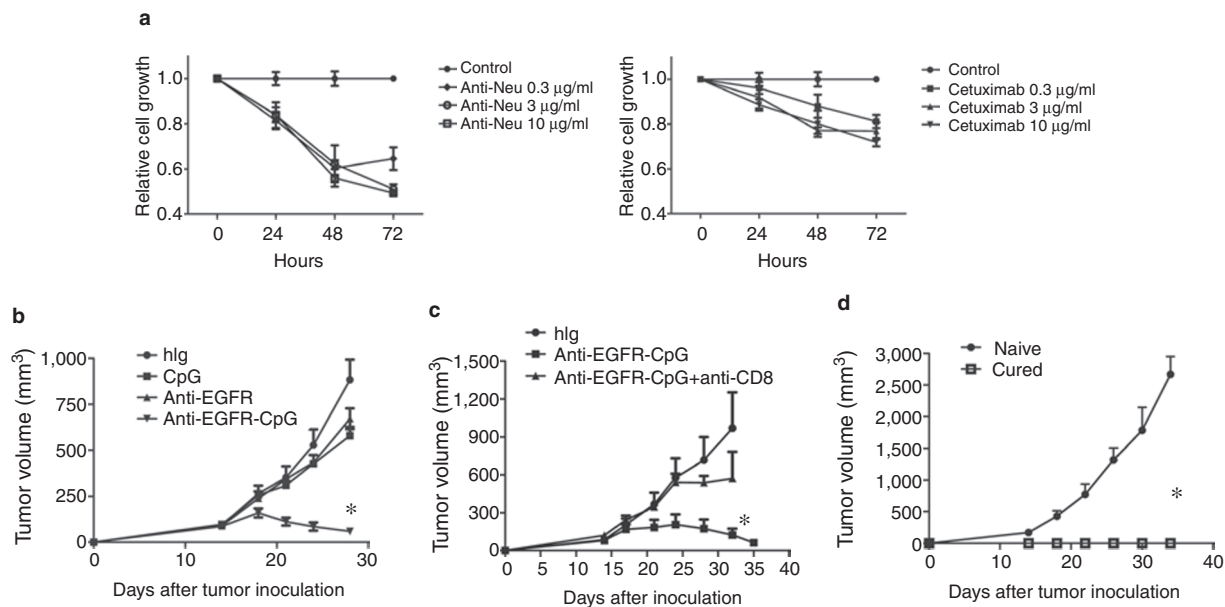 a
Relative cell growth
1.0
0.8
0.6
0.4
0
24
48
72
Hours
Control
Anti-Neu 0.3 μg/ml
Anti-Neu 3 μg/ml
Anti-Neu 10 μg/ml
Relative cell growth
1.0
0.8
0.6
0.4
0
24
48
72
Hours
Control
Cetuximab 0.3 μg/ml
Cetuximab 3 μg/ml
Cetuximab 10 μg/ml
b
Tumor volume (mm³)
1,000
750
500
250
0
0
10
20
30
Days after tumor inoculation
hIg
CpG
Anti-EGFR
Anti-EGFR-CpG
*
c
Tumor volume (mm³)
1,500
1,200
900
600
300
0
0
5
10
15
20
25
30
35
40
Days after inoculation
hIg
Anti-EGFR-CpG
Anti-EGFR-CpG+anti-CD8
*
d
Tumor volume (mm³)
3,000
2,500
2,000
1,500
1,000
500
0
0
10
20
30
40
Days after tumor inoculation
Naive
Cured
*